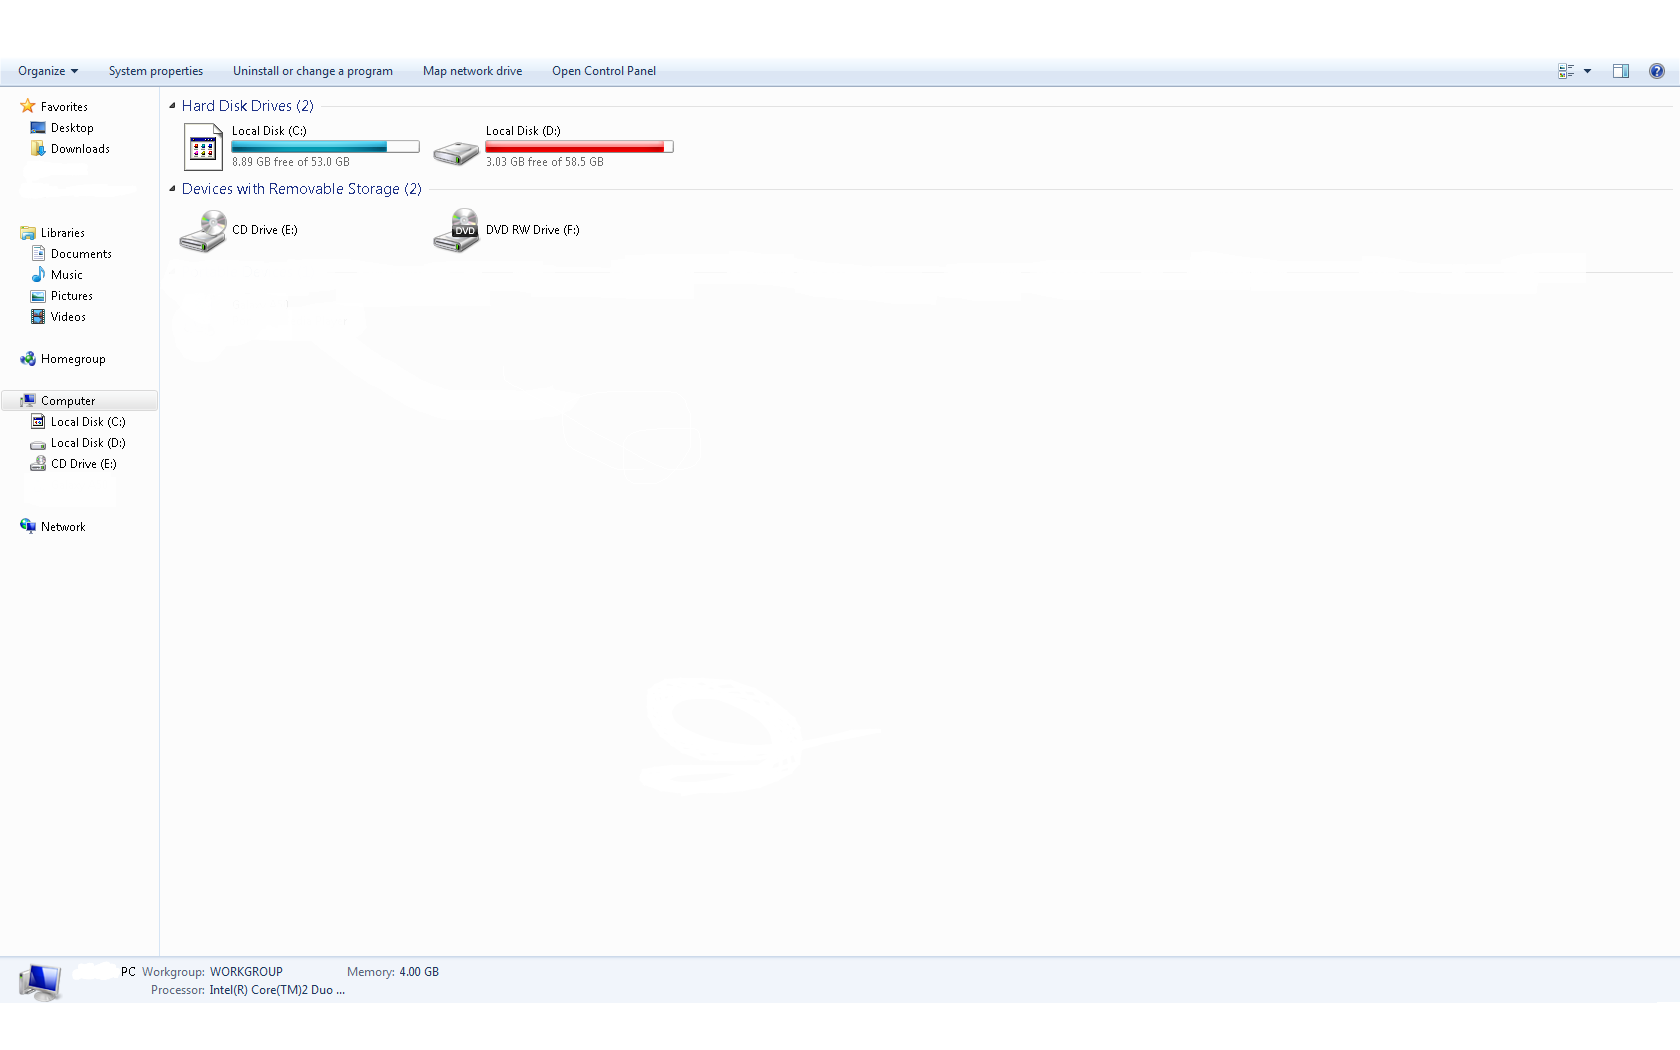 Organize System properties Uninstall or change a program Map network drive Open Control Panel
Favorites
Desktop
Downloads
Libraries
Documents
Music
Pictures
Videos
Homegroup
Computer
Local Disk (C:)
Local Disk (D:)
CD Drive (E:)
Network
Hard Disk Drives (2)
Local Disk (C:)
8.89 GB free of 53.0 GB
Local Disk (D:)
3.03 GB free of 58.5 GB
Devices with Removable Storage (2)
CD Drive (E:)
DVD
DVD RW Drive (F:)
PC Workgroup: WORKGROUP Memory: 4.00 GB
Processor: Intel(R) Core(TM)2 Duo ...